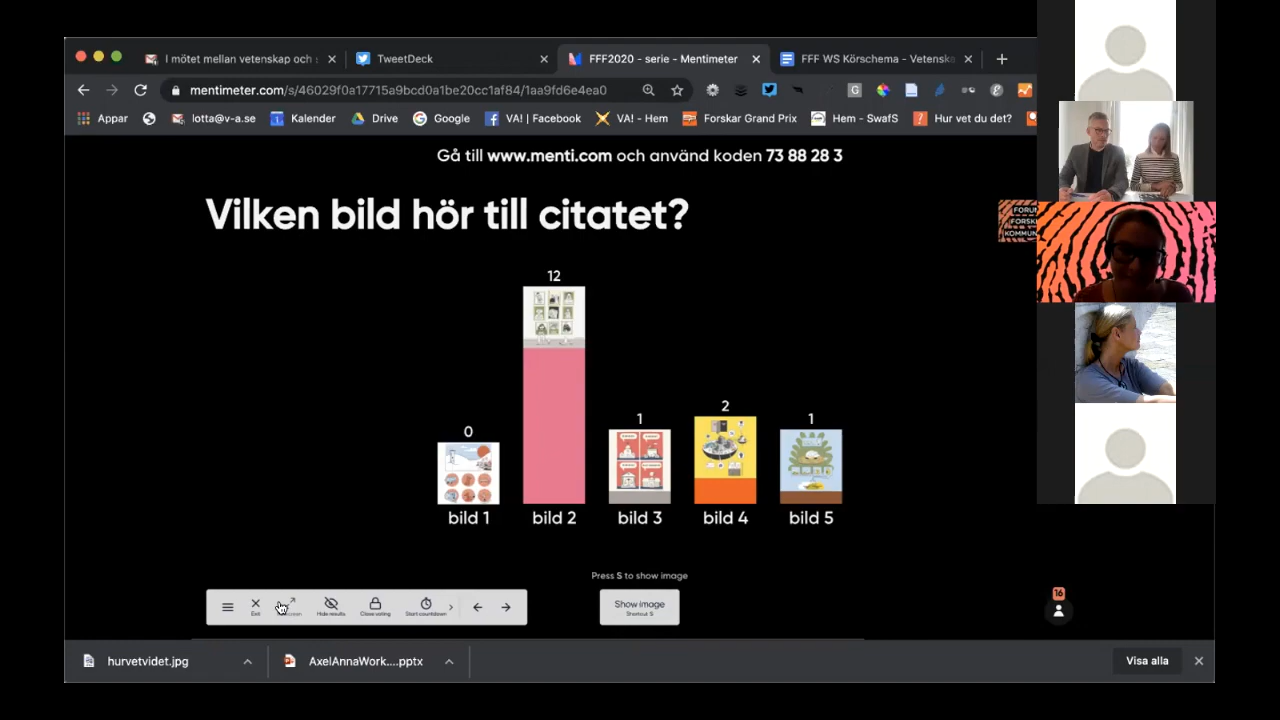 I mötet mellan vetenskap och
TweetDeck
FFF2020 - serie - Mentimeter
FFF WS Körschema - Vetenska
mentimeter.com/s/46029f0a17715a9bcd0a1be20cc1af84/1aa9fd6e4ea0
Appar
lotta@v-a.se
Kalender
Drive
Google
VA! | Facebook
VA! - Hem
Forskar Grand Prix
Hem - SwafS
Hur vet du det?
Gå till www.menti.com och använd koden 73 88 28 3
Vilken bild hör till citatet?
FORUM
FORSK
KOMMUN
12
2
0
1
1
bild 1
bild 2
bild 3
bild 4
bild 5
Press S to show image
Exit
Hide results
Close voting
Start countdown
Show image
Shortcut S
16
hurvetvidet.jpg
AxelAnnaWork....pptx
Visa alla